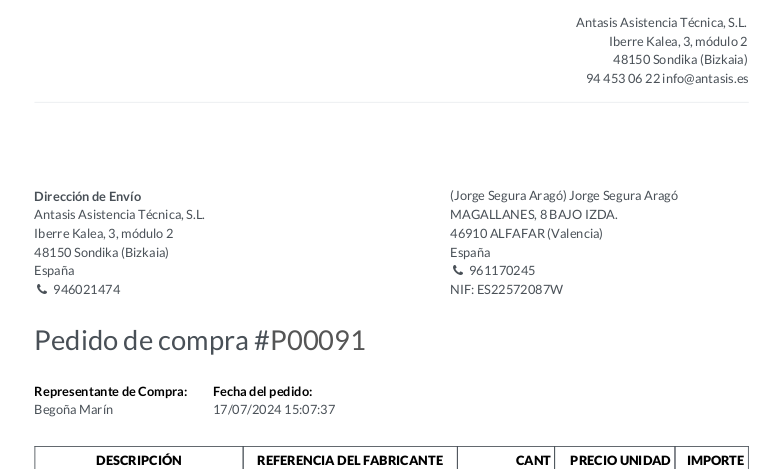 Antasis Asistencia Técnica, S.L.
Iberre Kalea, 3, módulo 2
48150 Sondika (Bizkaia)
94 453 06 22 info@antasis.es
Dirección de Envío
Antasis Asistencia Técnica, S.L.
Iberre Kalea, 3, módulo 2
48150 Sondika (Bizkaia)
España
946021474
(Jorge Segura Aragó) Jorge Segura Aragó
MAGALLANES, 8 BAJO IZDA.
46910 ALFAFAR (Valencia)
España
961170245
NIF: ES22572087W
Pedido de compra #P00091
Representante de Compra: Fecha del pedido:
Begoña Marín 17/07/2024 15:07:37
DESCRIPCIÓN REFERENCIA DEL FABRICANTE CANT PRECIO UNIDAD IMPORTE